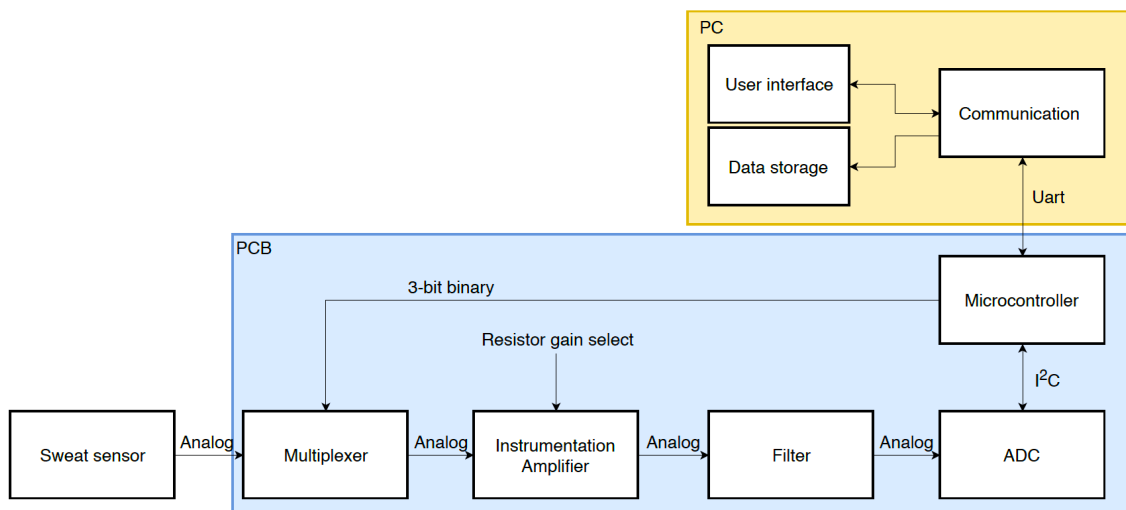 PC
User interface
Communication
Data storage
Uart
PCB
3-bit binary
Microcontroller
Resistor gain select
I²C
Sweat sensor
Analog
Multiplexer
Analog
Instrumentation
Amplifier
Analog
Filter
Analog
ADC